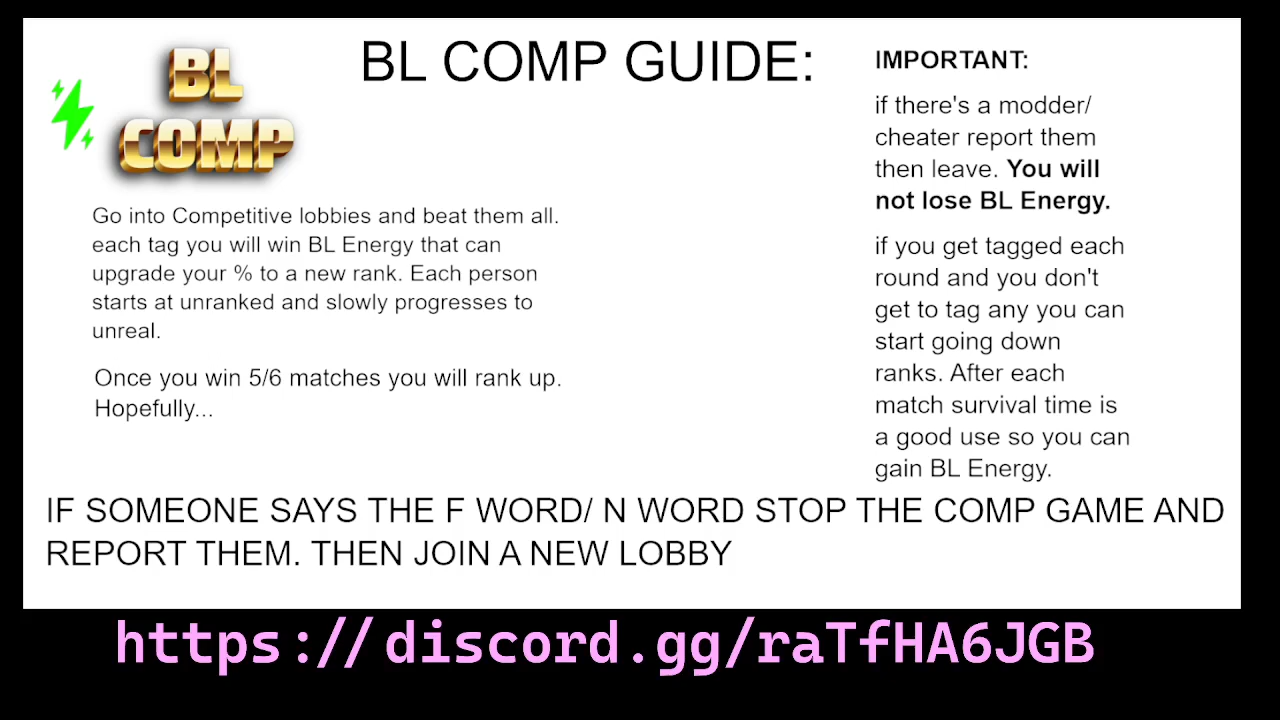 BL
COMP
BL COMP GUIDE:
Go into Competitive lobbies and beat them all.
each tag you will win BL Energy that can
upgrade your % to a new rank. Each person
starts at unranked and slowly progresses to
unreal.
Once you win 5/6 matches you will rank up.
Hopefully...
IMPORTANT:
if there's a modder/
cheater report them
then leave. You will
not lose BL Energy.
if you get tagged each
round and you don't
get to tag any you can
start going down
ranks. After each
match survival time is
a good use so you can
gain BL Energy.
IF SOMEONE SAYS THE F WORD/ N WORD STOP THE COMP GAME AND
REPORT THEM. THEN JOIN A NEW LOBBY
https://discord.gg/raTfHA6JGB